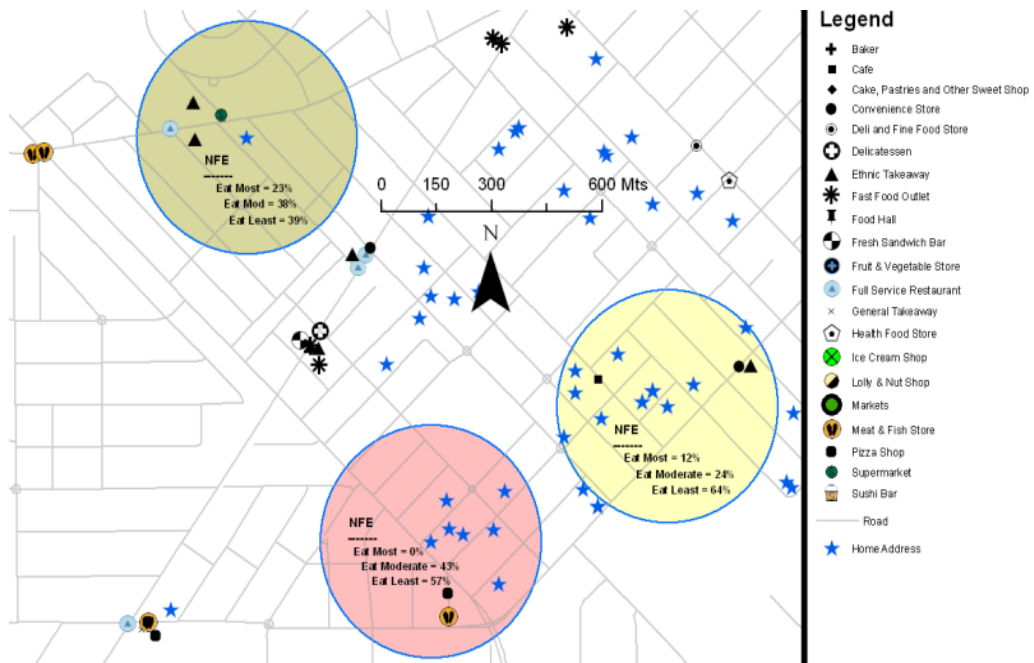 Legend
Baker
Cafe
Cake, Pastries and Other Sweet Shop
Convenience Store
Deli and Fine Food Store
Delicatessen
Ethnic Takeaway
Fast Food Outlet
Food Hall
Fresh Sandwich Bar
Fruit & Vegetable Store
Full Service Restaurant
General Takeaway
Health Food Store
Ice Cream Shop
Lolly & Nut Shop
Markets
Meat & Fish Store
Pizza Shop
Supermarket
Sushi Bar
Road
Home Address
NFE
-------
Eat Most = 23%
Eat Mod = 38%
Eat Least = 39%
0 150 300 600 Mts
N
NFE
-------
Eat Most = 12%
Eat Moderate = 24%
Eat Least = 64%
NFE
-------
Eat Most = 0%
Eat Moderate = 43%
Eat Least = 57%